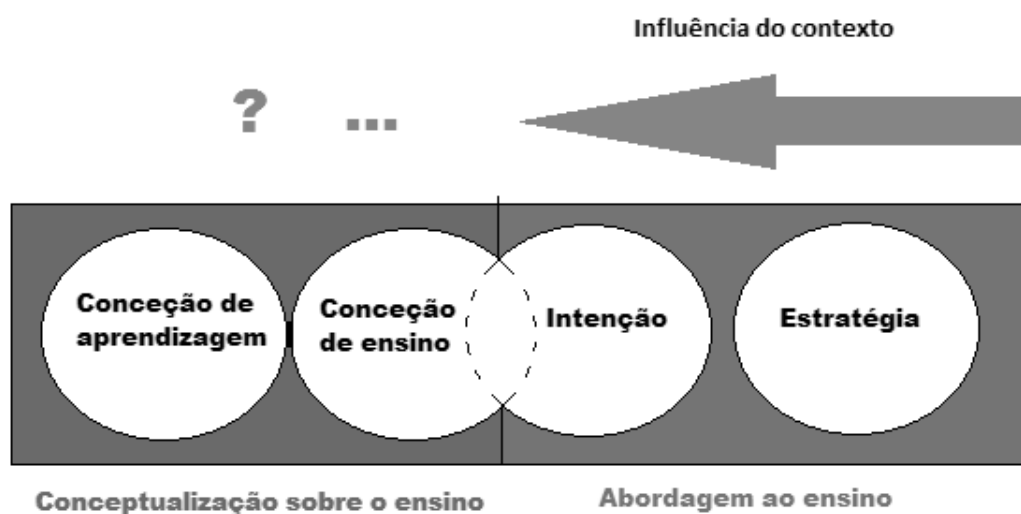 Influência do contexto
? ...
Conceção de
aprendizagem
Conceção
de ensino
Intenção
Estratégia
Conceptualização sobre o ensino
Abordagem ao ensino